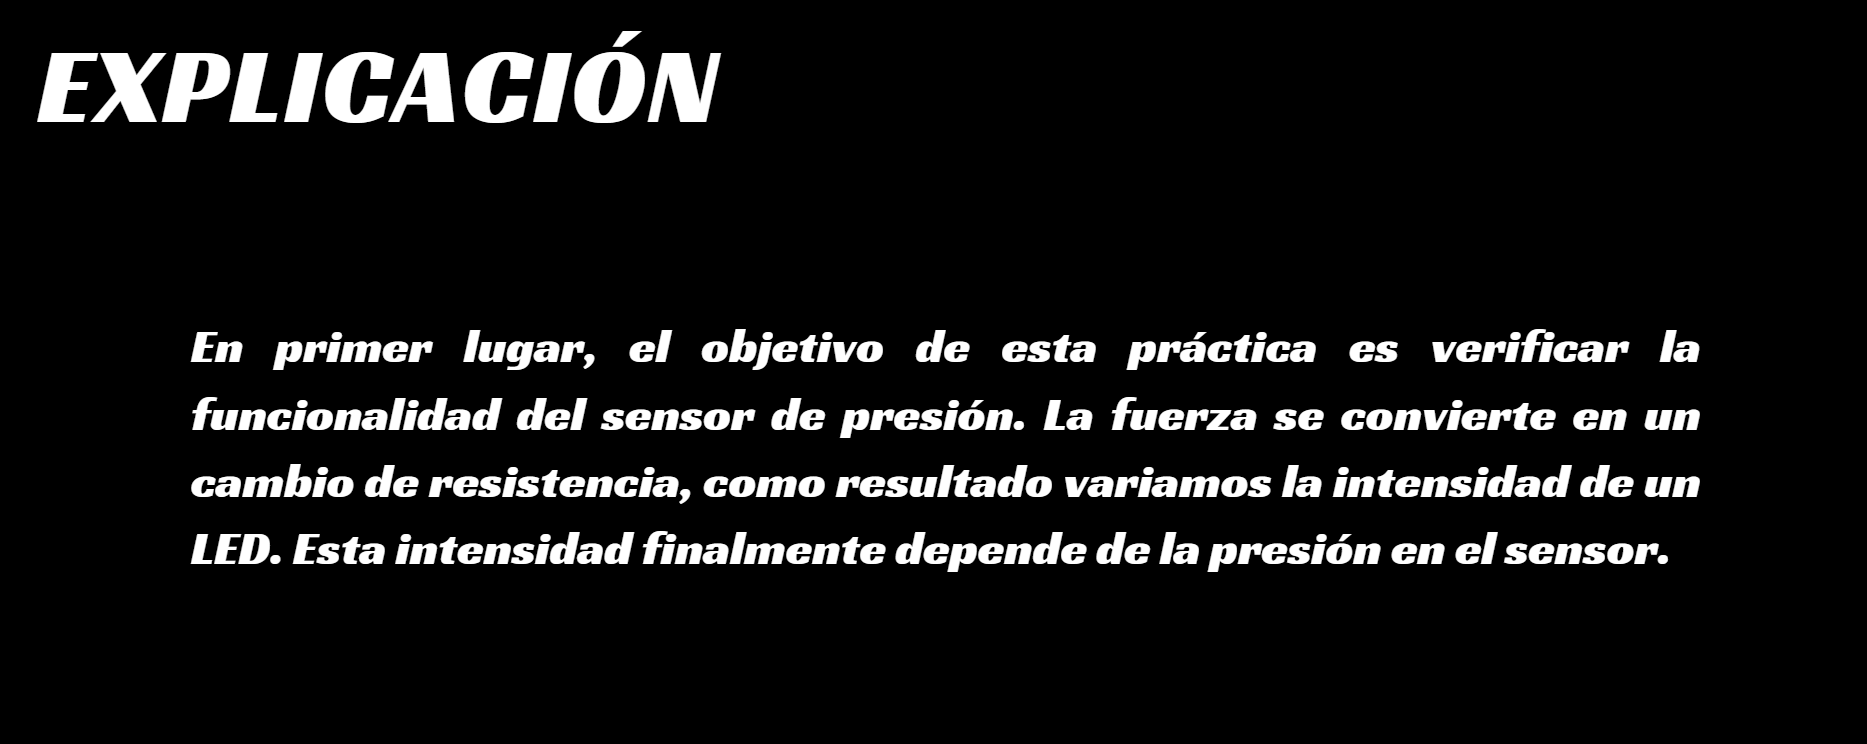 EXPLICACIÓN
En primer lugar, el objetivo de esta práctica es verificar la
funcionalidad del sensor de presión. La fuerza se convierte en un
cambio de resistencia, como resultado variamos la intensidad de un
LED. Esta intensidad finalmente depende de la presión en el sensor.